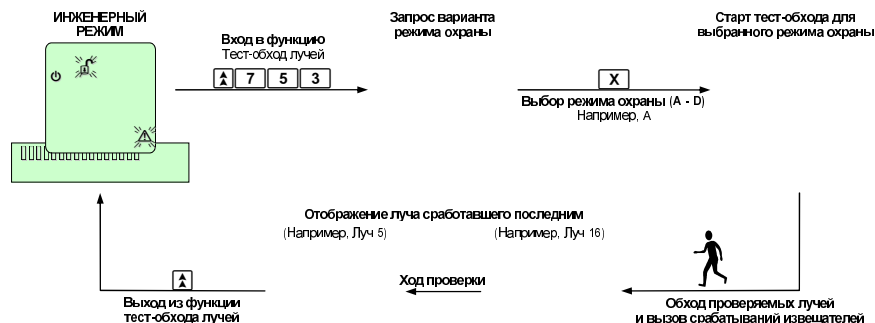 ИНЖЕНЕРНЫЙ
РЕЖИМ
Вход в функцию
Тест-обход лучей
7 5 3
Запрос варианта
режима охраны
X
Выбор режима охраны (A - D)
Например, A
Старт тест-обхода для
выбранного режима охраны
Отображение луча сработавшего последним
(Например, Луч 5)
(Например, Луч 16)
Ход проверки
Выход из функции
тест-обхода лучей
Обход проверяемых лучей
и вызов срабатываний извещателей